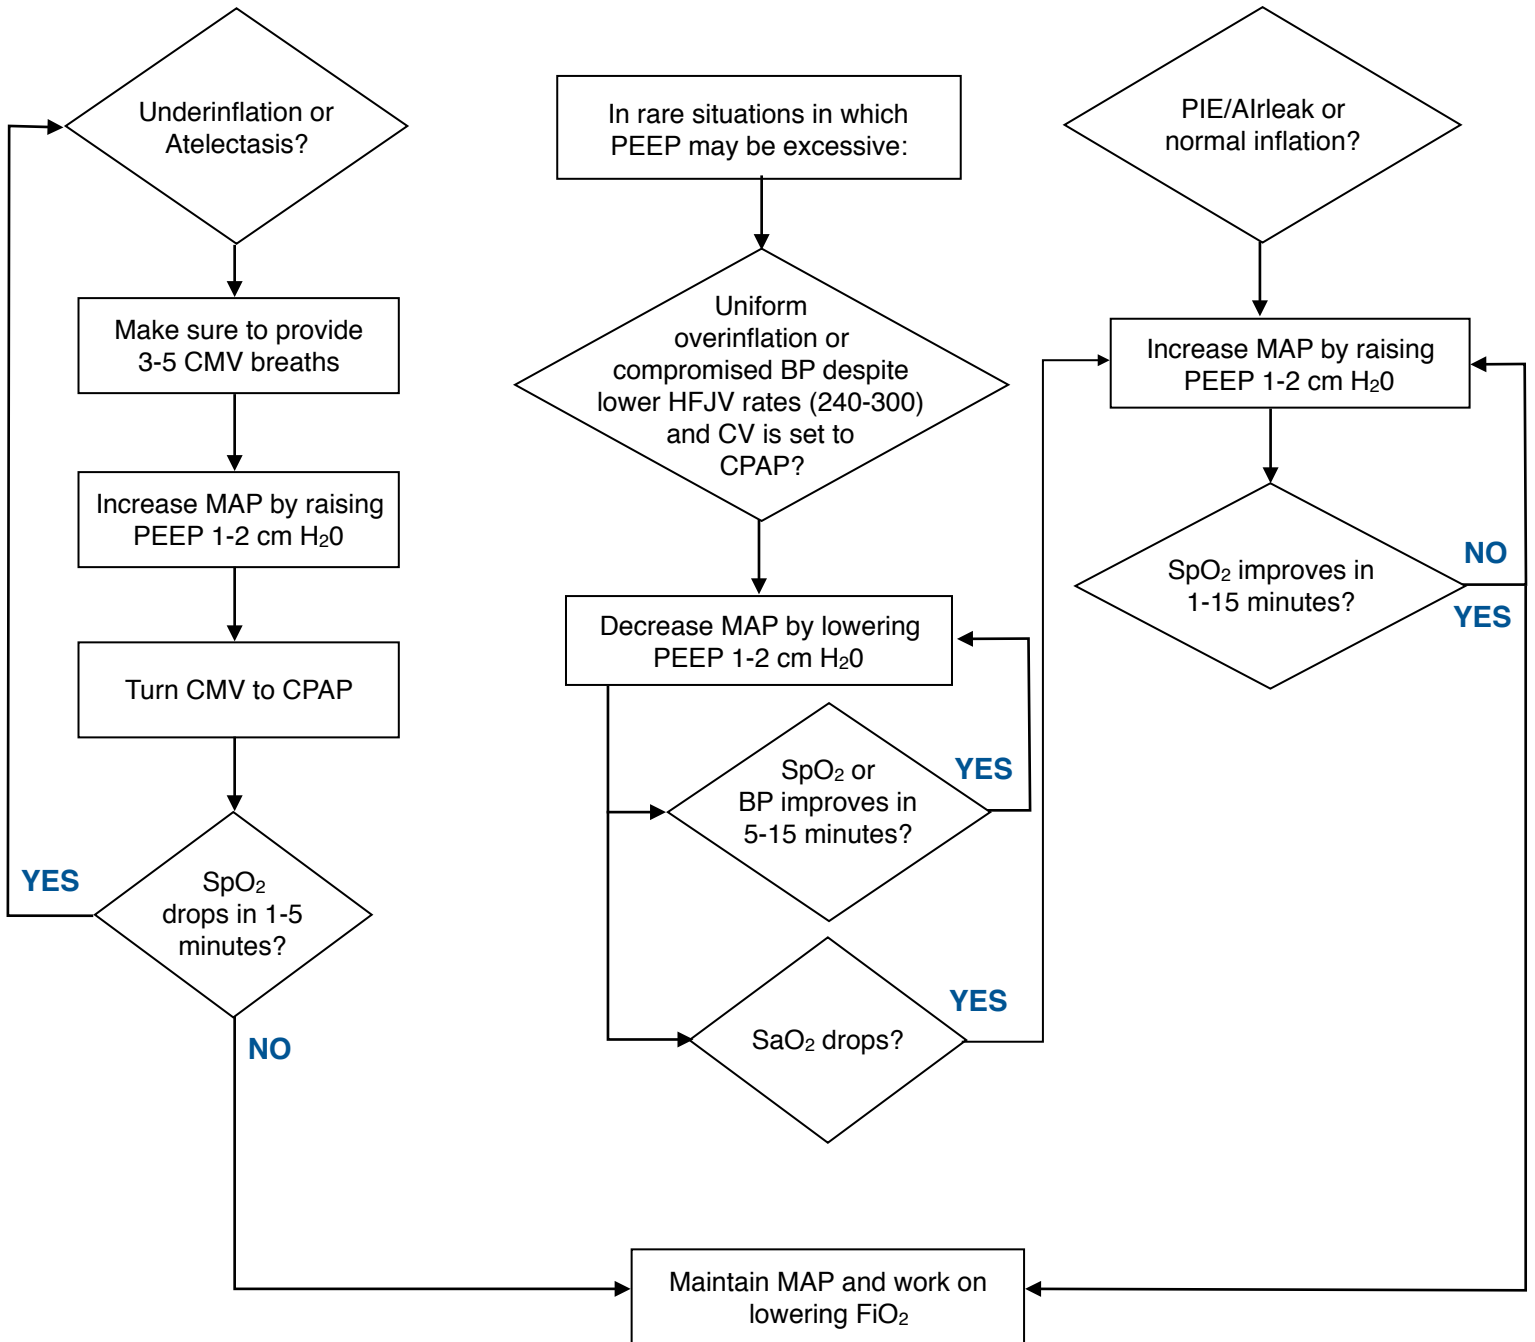 Underinflation or
Atelectasis?
Make sure to provide
3-5 CMV breaths
Increase MAP by raising
PEEP 1-2 cm H₂0
Turn CMV to CPAP
SpO₂
drops in 1-5
minutes?
YES
NO
In rare situations in which
PEEP may be excessive:
Uniform
overinflation or
compromised BP despite
lower HFJV rates (240-300)
and CV is set to
CPAP?
Decrease MAP by lowering
PEEP 1-2 cm H₂0
SpO₂ or
BP improves in
5-15 minutes?
YES
SaO₂ drops?
YES
PIE/AIrleak or
normal inflation?
Increase MAP by raising
PEEP 1-2 cm H₂0
SpO₂ improves in
1-15 minutes?
NO
YES
Maintain MAP and work on
lowering FiO₂